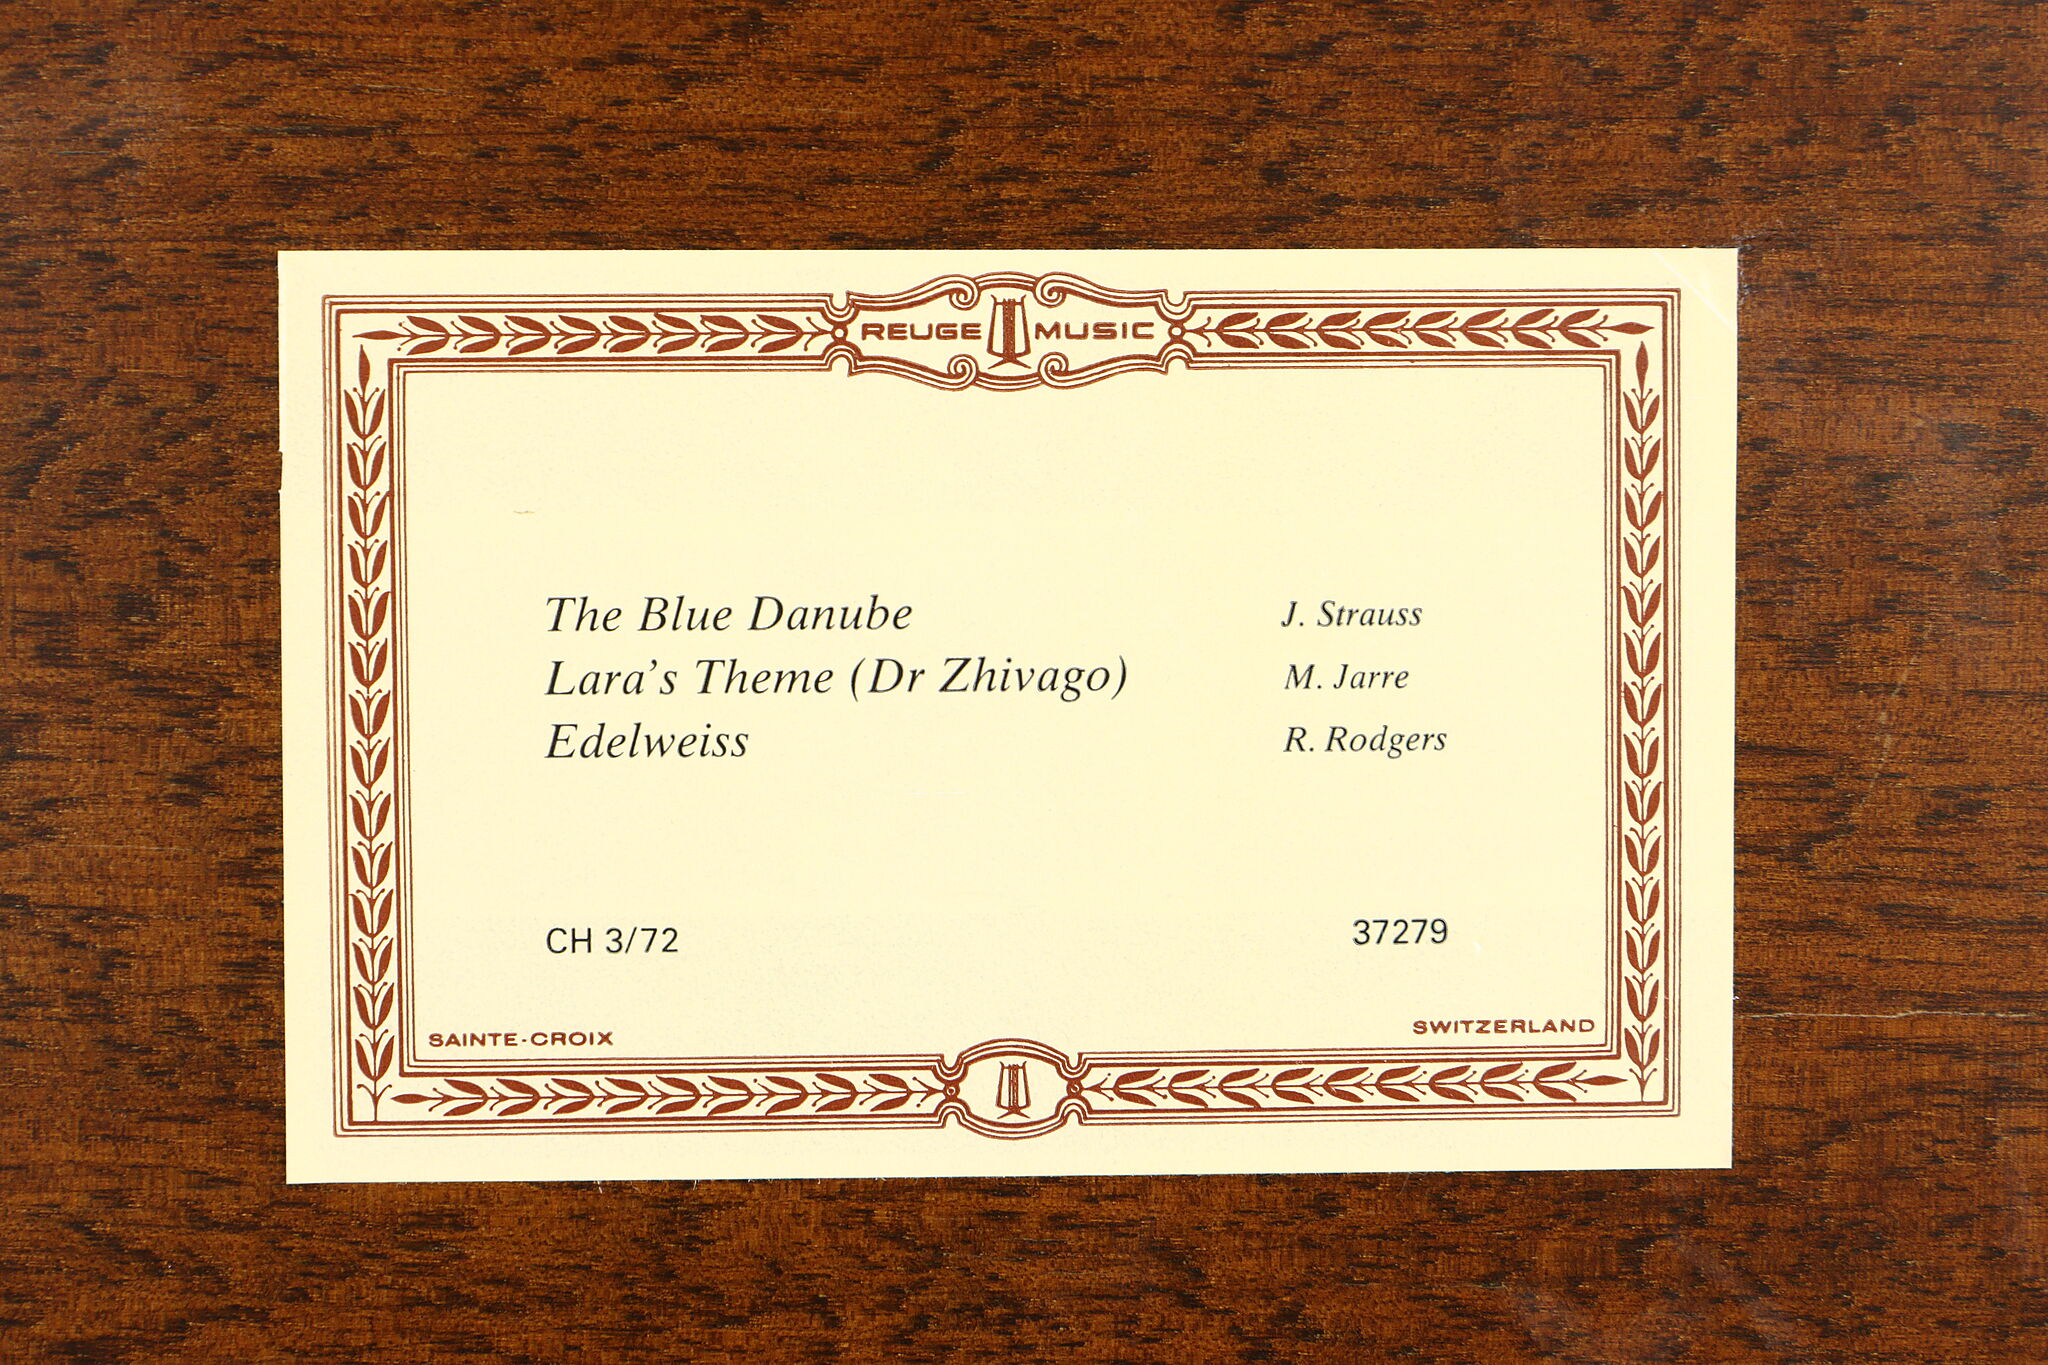 REUGE MUSIC
The Blue Danube J. Strauss
Lara's Theme (Dr Zhivago) M. Jarre
Edelweiss R. Rodgers
CH 3/72 37279
SAINTE-CROIX SWITZERLAND